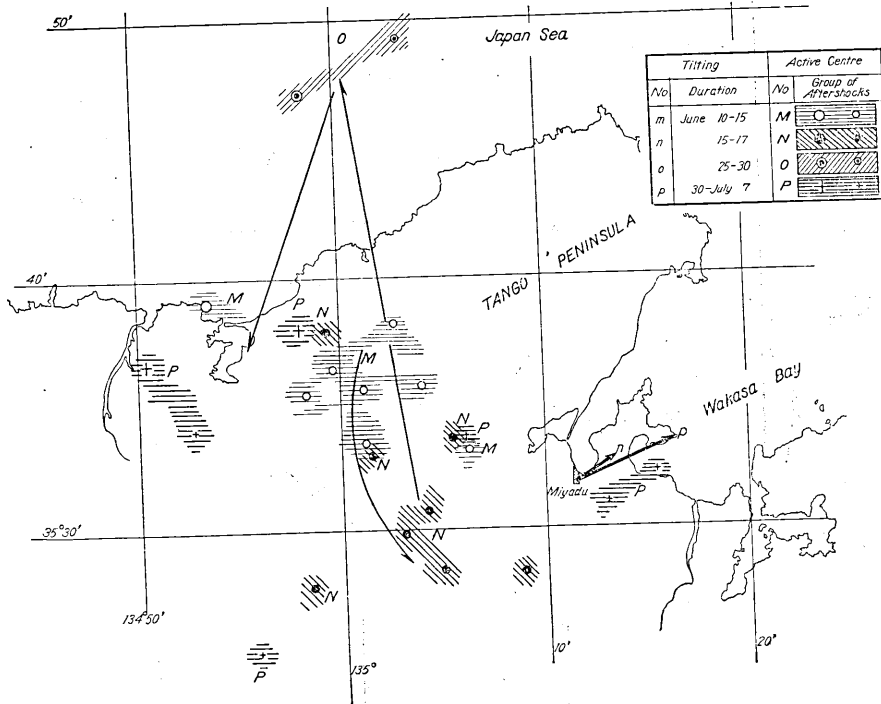 50'
O
Japan Sea
Tilting
Active Centre
No
Duration
No
Group of
Aftershocks
m
June 10-15
M
n
15-17
N
o
25-30
O
p
30-July 7
P
TANGO PENINSULA
40'
M
P
N
P
M
Wakasa Bay
N
P
M
N
n
p
Miyadu
P
35°30'
N
N
134°50'
P
135°
10'
20'